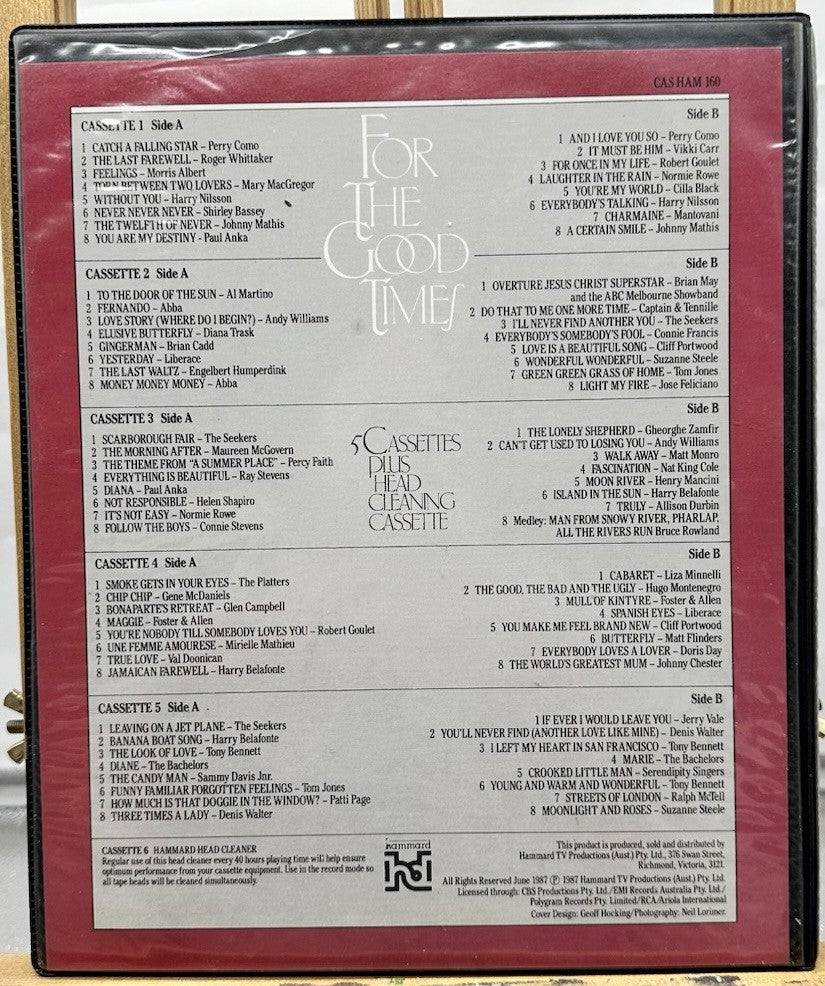 CAS HAM 160
FOR
THE
GOOD
TIMES
CASSETTE 1 Side A
1 CATCH A FALLING STAR – Perry Como
2 THE LAST FAREWELL – Roger Whittaker
3 FEELINGS – Morris Albert
4 TORN BETWEEN TWO LOVERS – Mary MacGregor
5 WITHOUT YOU – Harry Nilsson
6 NEVER NEVER NEVER – Shirley Bassey
7 THE TWELFTH OF NEVER – Johnny Mathis
8 YOU ARE MY DESTINY - Paul Anka
Side B
1 AND I LOVE YOU SO – Perry Como
2 IT MUST BE HIM – Vikki Carr
3 FOR ONCE IN MY LIFE – Robert Goulet
4 LAUGHTER IN THE RAIN – Normie Rowe
5 YOU'RE MY WORLD – Cilla Black
6 EVERYBODY'S TALKING – Harry Nilsson
7 CHARMAINE – Mantovani
8 A CERTAIN SMILE – Johnny Mathis
CASSETTE 2 Side A
1 TO THE DOOR OF THE SUN – Al Martino
2 FERNANDO – Abba
3 LOVE STORY (WHERE DO I BEGIN?) – Andy Williams
4 ELUSIVE BUTTERFLY – Diana Trask
5 GINGERMAN – Brian Cadd
6 YESTERDAY – Liberace
7 THE LAST WALTZ – Engelbert Humperdink
8 MONEY MONEY MONEY – Abba
Side B
1 OVERTURE JESUS CHRIST SUPERSTAR – Brian May
and the ABC Melbourne Showband
2 DO THAT TO ME ONE MORE TIME – Captain & Tennille
3 I'LL NEVER FIND ANOTHER YOU – The Seekers
4 EVERYBODY'S SOMEBODY'S FOOL – Connie Francis
5 LOVE IS A BEAUTIFUL SONG – Cliff Portwood
6 WONDERFUL WONDERFUL – Suzanne Steele
7 GREEN GREEN GRASS OF HOME – Tom Jones
8 LIGHT MY FIRE – Jose Feliciano
CASSETTE 3 Side A
1 SCARBOROUGH FAIR – The Seekers
2 THE MORNING AFTER – Maureen McGovern
3 THE THEME FROM "A SUMMER PLACE" – Percy Faith
4 EVERYTHING IS BEAUTIFUL – Ray Stevens
5 DIANA – Paul Anka
6 NOT RESPONSIBLE – Helen Shapiro
7 IT'S NOT EASY – Normie Rowe
8 FOLLOW THE BOYS – Connie Stevens
5 CASSETTES
PLUS
HEAD
CLEANING
CASSETTE
Side B
1 THE LONELY SHEPHERD – Gheorghe Zamfir
2 CAN'T GET USED TO LOSING YOU – Andy Williams
3 WALK AWAY – Matt Monro
4 FASCINATION – Nat King Cole
5 MOON RIVER – Henry Mancini
6 ISLAND IN THE SUN – Harry Belafonte
7 TRULY – Allison Durbin
8 Medley: MAN FROM SNOWY RIVER, PHARLAP,
ALL THE RIVERS RUN Bruce Rowland
CASSETTE 4 Side A
1 SMOKE GETS IN YOUR EYES – The Platters
2 CHIP CHIP – Gene McDaniels
3 BONAPARTE'S RETREAT – Glen Campbell
4 MAGGIE – Foster & Allen
5 YOU'RE NOBODY TILL SOMEBODY LOVES YOU – Robert Goulet
6 UNE FEMME AMOURESE – Mirielle Mathieu
7 TRUE LOVE – Val Doonican
8 JAMAICAN FAREWELL – Harry Belafonte
Side B
1 CABARET – Liza Minnelli
2 THE GOOD, THE BAD AND THE UGLY – Hugo Montenegro
3 MULL OF KINTYRE – Foster & Allen
4 SPANISH EYES – Liberace
5 YOU MAKE ME FEEL BRAND NEW – Cliff Portwood
6 BUTTERFLY – Matt Flinders
7 EVERYBODY LOVES A LOVER – Doris Day
8 THE WORLD'S GREATEST MUM – Johnny Chester
CASSETTE 5 Side A
1 LEAVING ON A JET PLANE – The Seekers
2 BANANA BOAT SONG – Harry Belafonte
3 THE LOOK OF LOVE – Tony Bennett
4 DIANE – The Bachelors
5 THE CANDY MAN – Sammy Davis Jnr.
6 FUNNY FAMILIAR FORGOTTEN FEELINGS – Tom Jones
7 HOW MUCH IS THAT DOGGIE IN THE WINDOW? – Patti Page
8 THREE TIMES A LADY – Denis Walter
Side B
1 IF EVER I WOULD LEAVE YOU – Jerry Vale
2 YOU'LL NEVER FIND (ANOTHER LOVE LIKE MINE) – Denis Walter
3 I LEFT MY HEART IN SAN FRANCISCO – Tony Bennett
4 MARIE – The Bachelors
5 CROOKED LITTLE MAN – Serendipity Singers
6 YOUNG AND WARM AND WONDERFUL – Tony Bennett
7 STREETS OF LONDON – Ralph McTell
8 MOONLIGHT AND ROSES – Suzanne Steele
CASSETTE 6 HAMMARD HEAD CLEANER
Regular use of this head cleaner every 40 hours playing time will help ensure
optimum performance from your cassette equipment. Use in the record mode so
all tape heads will be cleaned simultaneously.
hammard
This product is produced, sold and distributed by
Hammard TV Productions (Aust.) Pty. Ltd., 376 Swan Street,
Richmond, Victoria, 3121.
All Rights Reserved June 1987 Ⓟ 1987 Hammard TV Productions (Aust.) Pty. Ltd.
Licensed through: CBS Productions Pty. Ltd./EMI Records Australia Pty. Ltd./
Polygram Records Pty. Limited/RCA/Ariola International
Cover Design: Geoff Hocking/Photography: Neil Lorimer.